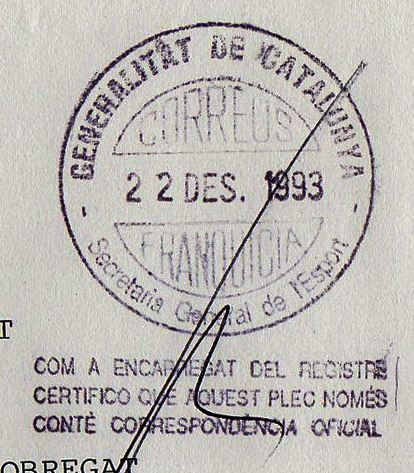 GENERALITAT DE CATALUNYA
CORREOS
22 DES. 1993
FRANQUICIA
Secretaria General de l'Esport
T
COM A ENCARREGAT DEL REGISTRE
CERTIFICO QUE AQUEST PLEC NOMÉS
CONTÈ CORRESPONDÈNCIA OFICIAL
OBREGAT